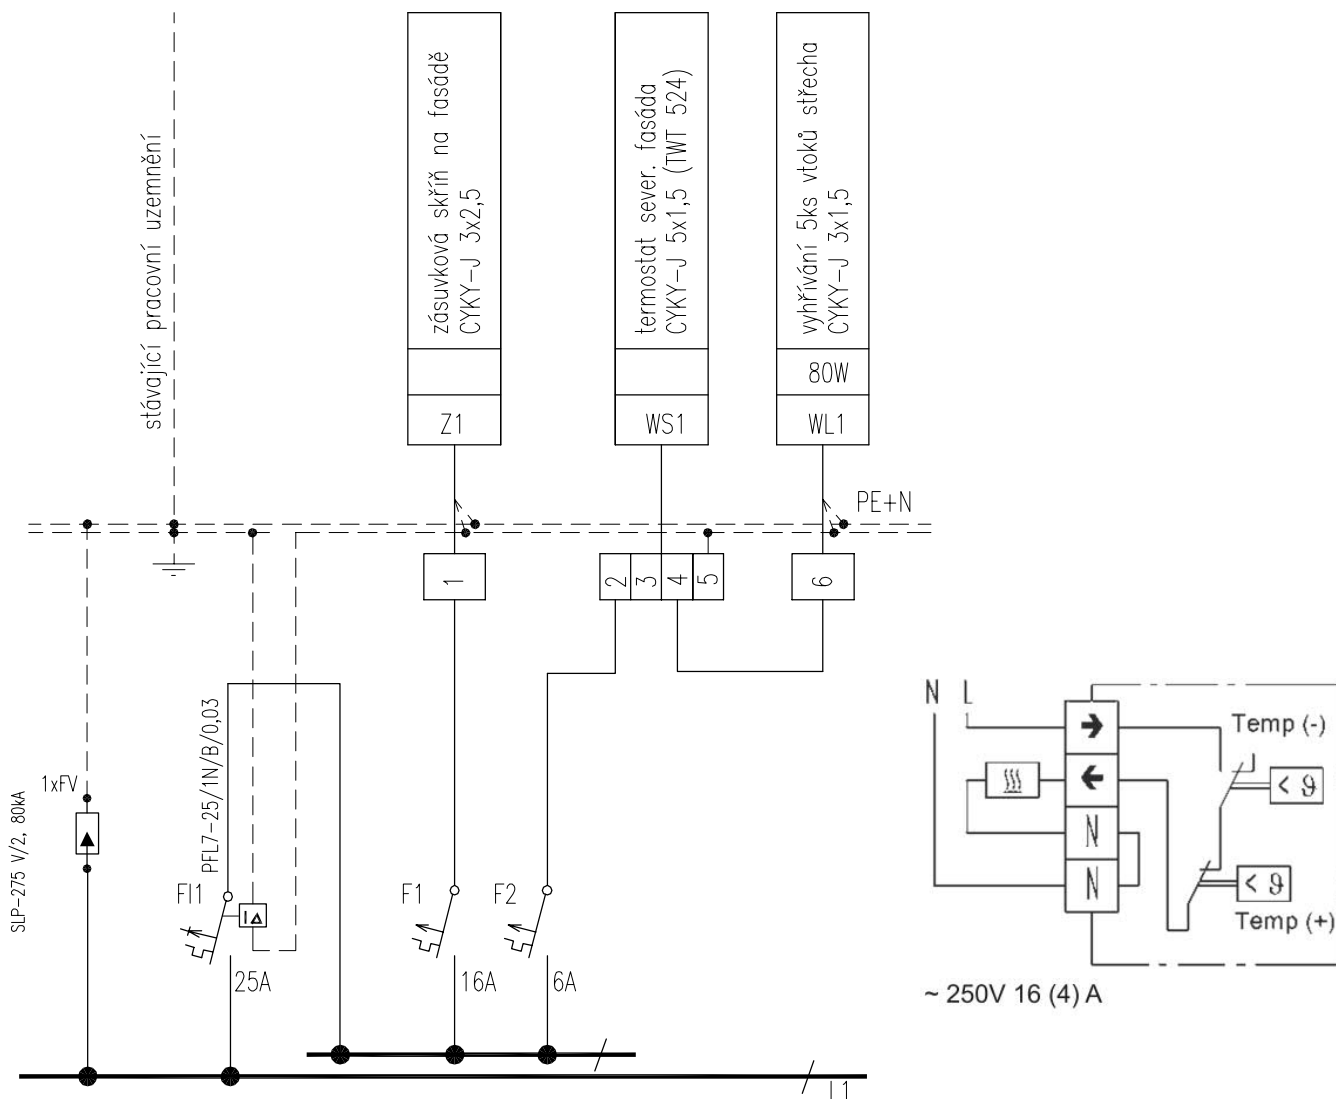 stávající pracovní uzemnění
zásuvková skříň na fasádě
CYKY-J 3x2,5
Z1
termostat sever. fasáda
CYKY-J 5x1,5 (TWT 524)
WS1
vyhřívání 5ks vtoků střecha
CYKY-J 3x1,5
80W
WL1
PE+N
1
2
3
4
5
6
SLP-275 V/2, 80kA
1xFV
PFL7-25/1N/B/0,03
FI1
I∆
25A
F1
16A
F2
6A
L1
N L
Temp (-)
< ϑ
N
N
< ϑ
Temp (+)
~ 250V 16 (4) A